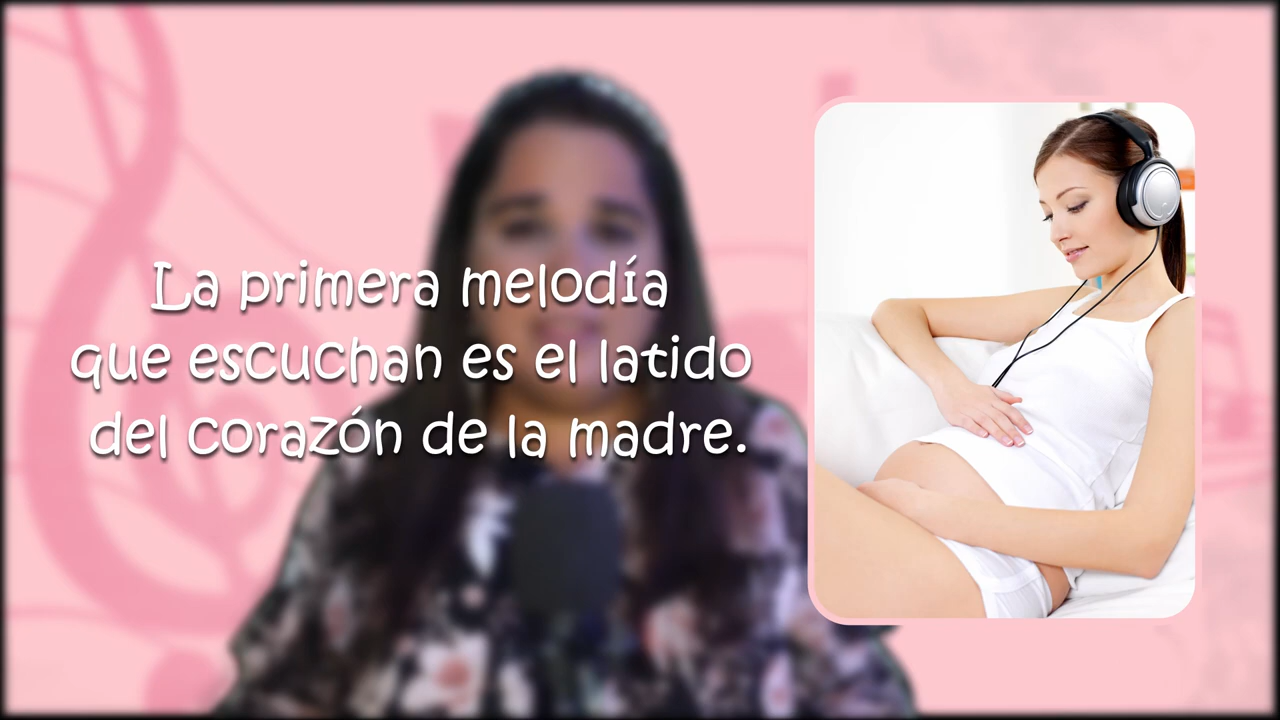 La primera melodía
que escuchan es el latido
del corazón de la madre.